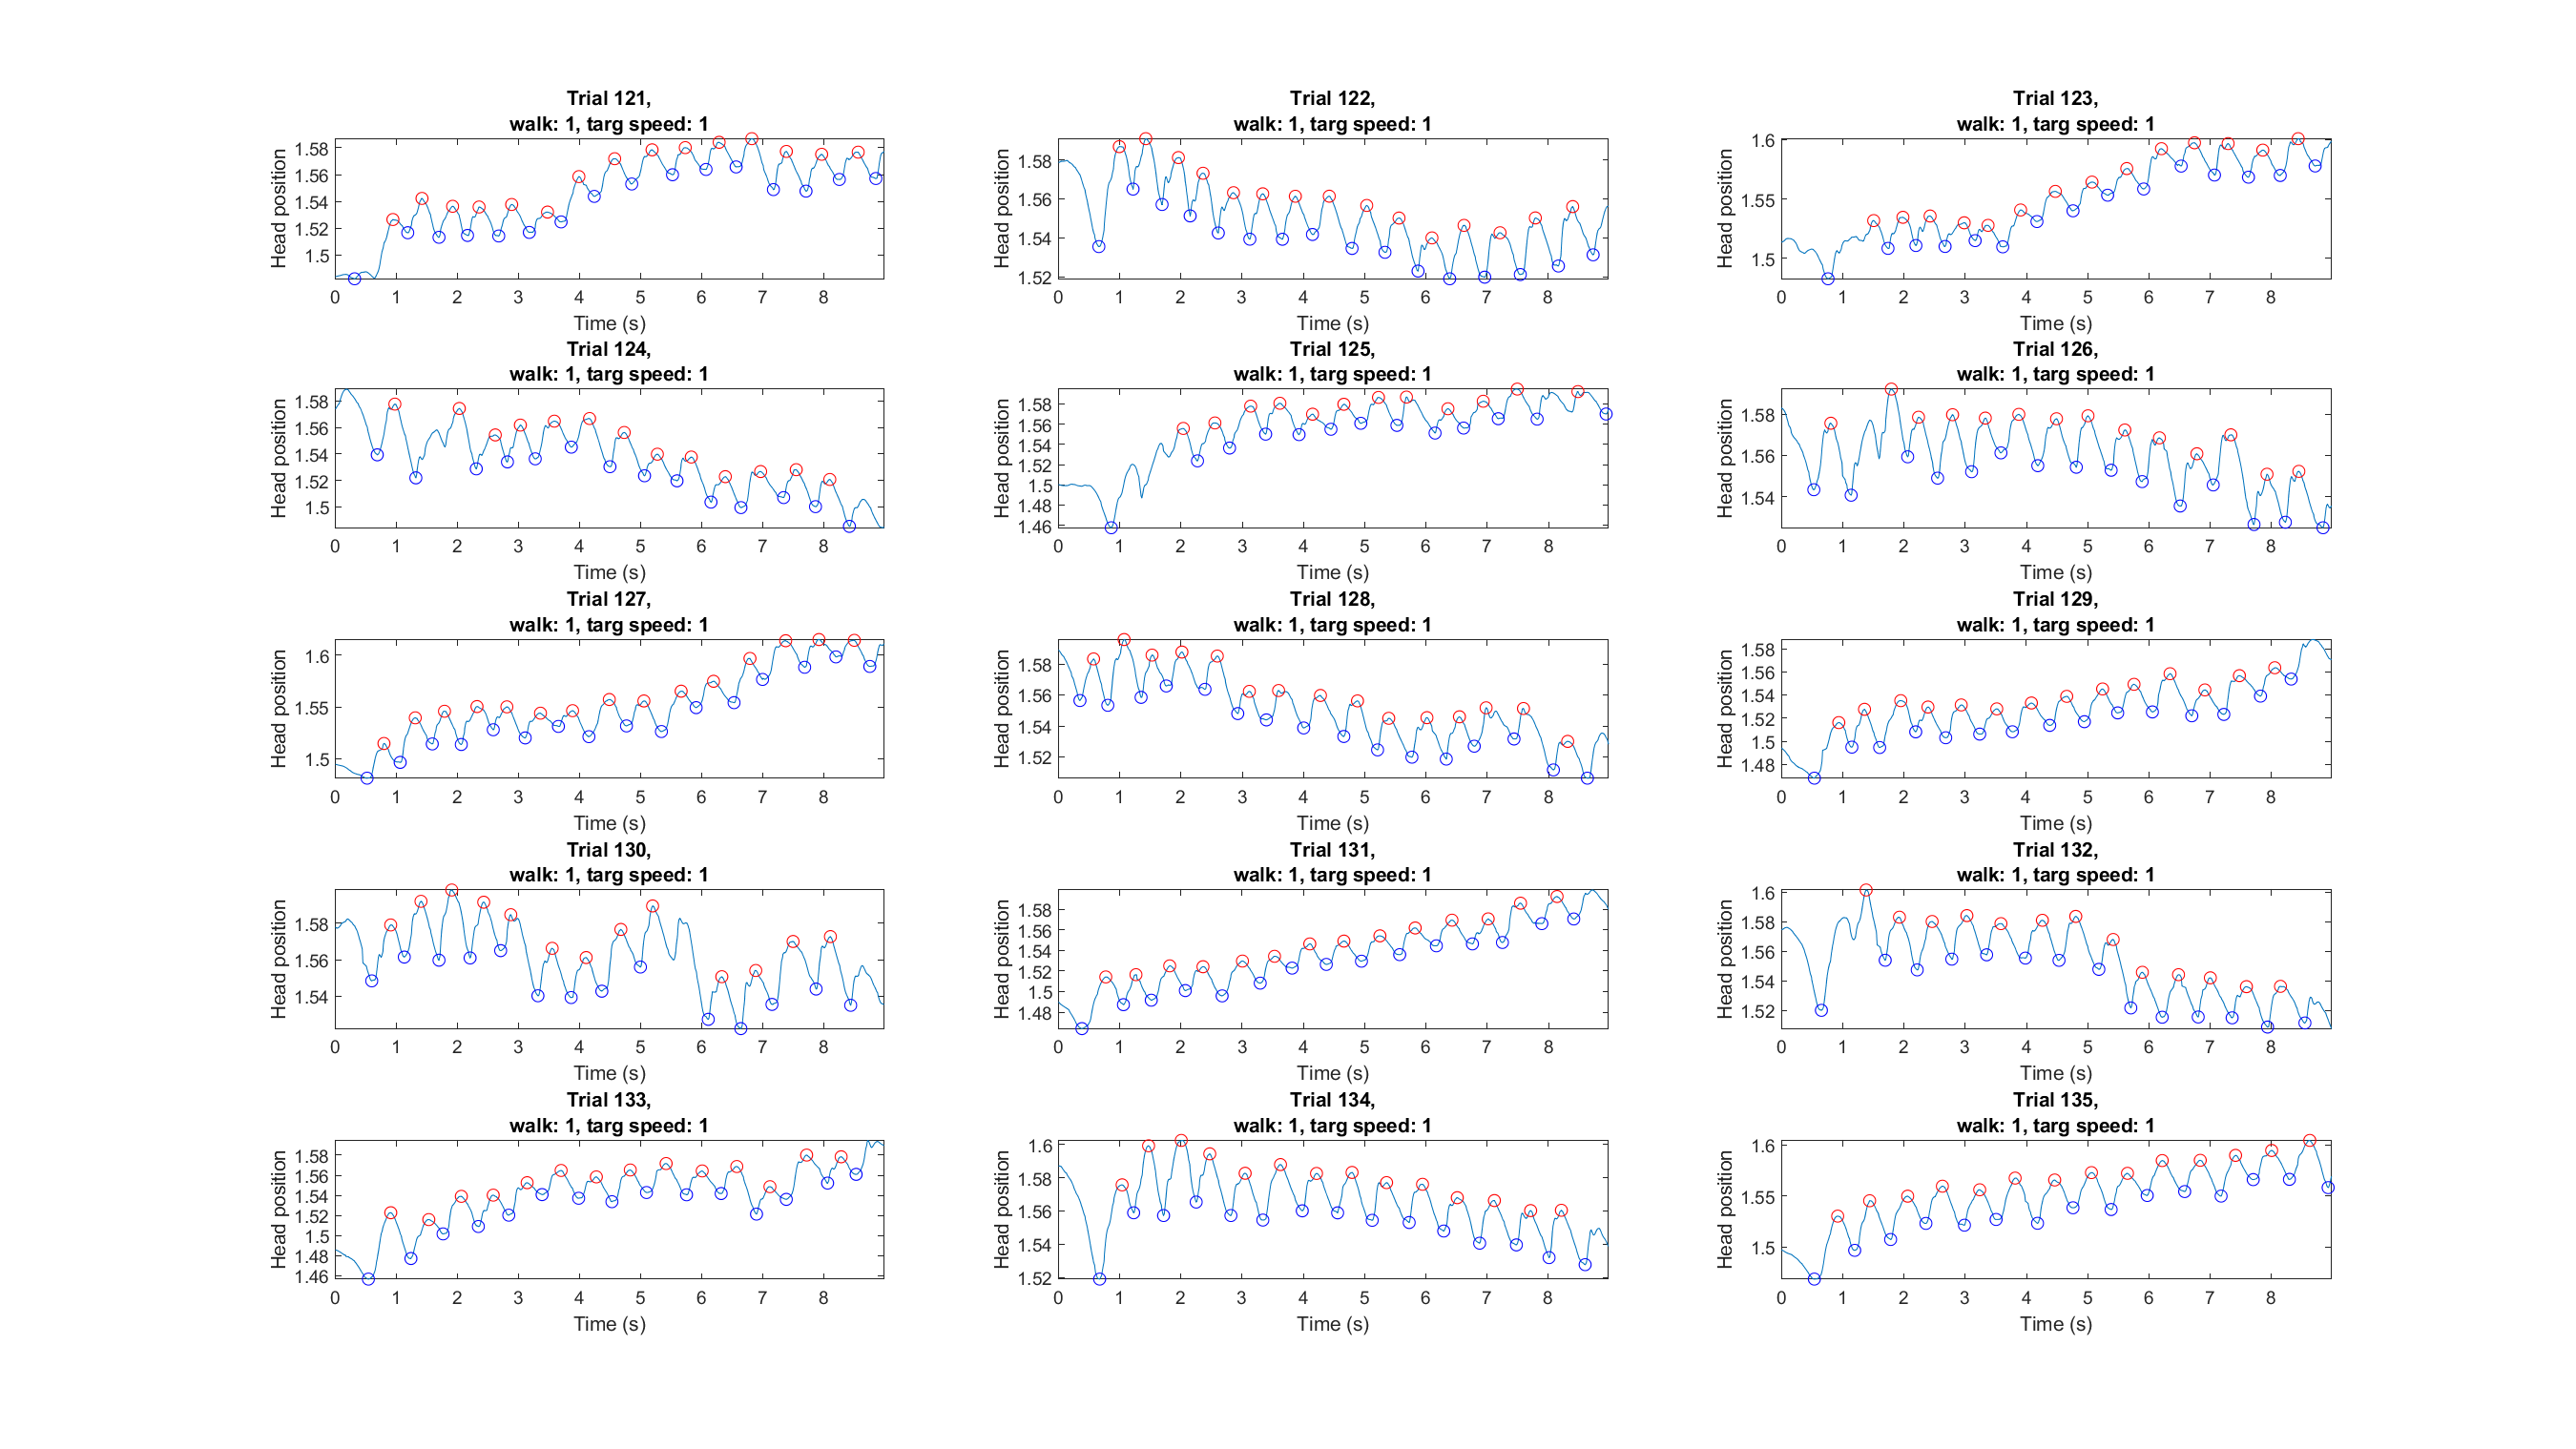 Trial 121,
walk: 1, targ speed: 1
Head position
1.58
1.56
1.54
1.52
1.5
0 1 2 3 4 5 6 7 8
Time (s)
Trial 122,
walk: 1, targ speed: 1
Head position
1.58
1.56
1.54
1.52
0 1 2 3 4 5 6 7 8
Time (s)
Trial 123,
walk: 1, targ speed: 1
Head position
1.6
1.55
1.5
0 1 2 3 4 5 6 7 8
Time (s)
Trial 124,
walk: 1, targ speed: 1
Head position
1.58
1.56
1.54
1.52
1.5
0 1 2 3 4 5 6 7 8
Time (s)
Trial 125,
walk: 1, targ speed: 1
Head position
1.58
1.56
1.54
1.52
1.5
1.48
1.46
0 1 2 3 4 5 6 7 8
Time (s)
Trial 126,
walk: 1, targ speed: 1
Head position
1.58
1.56
1.54
0 1 2 3 4 5 6 7 8
Time (s)
Trial 127,
walk: 1, targ speed: 1
Head position
1.6
1.55
1.5
0 1 2 3 4 5 6 7 8
Time (s)
Trial 128,
walk: 1, targ speed: 1
Head position
1.58
1.56
1.54
1.52
0 1 2 3 4 5 6 7 8
Time (s)
Trial 129,
walk: 1, targ speed: 1
Head position
1.58
1.56
1.54
1.52
1.5
1.48
0 1 2 3 4 5 6 7 8
Time (s)
Trial 130,
walk: 1, targ speed: 1
Head position
1.58
1.56
1.54
0 1 2 3 4 5 6 7 8
Time (s)
Trial 131,
walk: 1, targ speed: 1
Head position
1.58
1.56
1.54
1.52
1.5
1.48
0 1 2 3 4 5 6 7 8
Time (s)
Trial 132,
walk: 1, targ speed: 1
Head position
1.6
1.58
1.56
1.54
1.52
0 1 2 3 4 5 6 7 8
Time (s)
Trial 133,
walk: 1, targ speed: 1
Head position
1.58
1.56
1.54
1.52
1.5
1.48
1.46
0 1 2 3 4 5 6 7 8
Time (s)
Trial 134,
walk: 1, targ speed: 1
Head position
1.6
1.58
1.56
1.54
1.52
0 1 2 3 4 5 6 7 8
Time (s)
Trial 135,
walk: 1, targ speed: 1
Head position
1.6
1.55
1.5
0 1 2 3 4 5 6 7 8
Time (s)